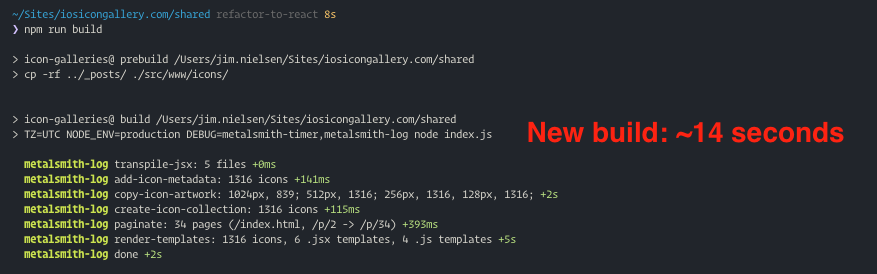 ~/Sites/iosicongallery.com/shared refactor-to-react 8s
❯ npm run build
> icon-galleries@ prebuild /Users/jim.nielsen/Sites/iosicongallery.com/shared
> cp -rf ../_posts/ ./src/www/icons/
> icon-galleries@ build /Users/jim.nielsen/Sites/iosicongallery.com/shared
> TZ=UTC NODE_ENV=production DEBUG=metalsmith-timer,metalsmith-log node index.js
New build: ~14 seconds
metalsmith-log transpile-jsx: 5 files +0ms
metalsmith-log add-icon-metadata: 1316 icons +141ms
metalsmith-log copy-icon-artwork: 1024px, 839; 512px, 1316; 256px, 1316, 128px, 1316; +2s
metalsmith-log create-icon-collection: 1316 icons +115ms
metalsmith-log paginate: 34 pages (/index.html, /p/2 -> /p/34) +393ms
metalsmith-log render-templates: 1316 icons, 6 .jsx templates, 4 .js templates +5s
metalsmith-log done +2s